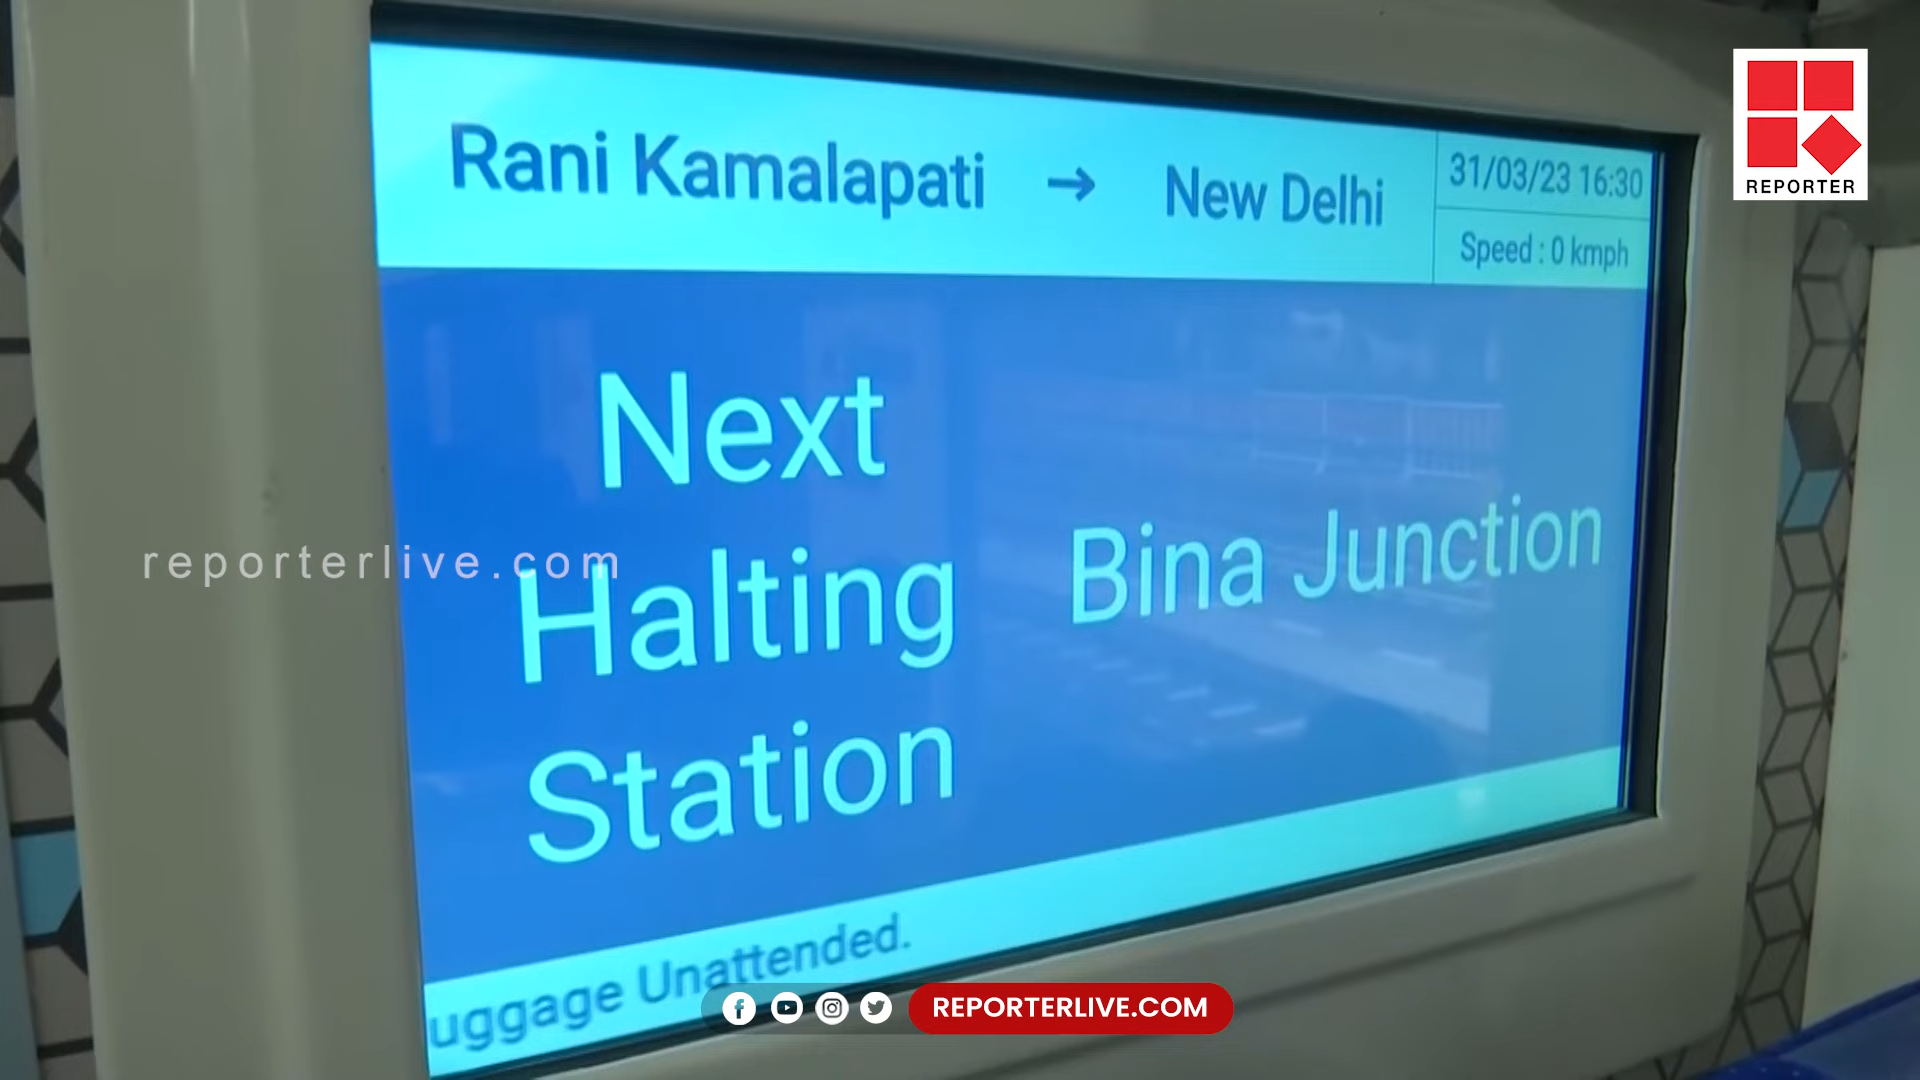 Rani Kamalapati → New Delhi
31/03/23 16:30
Speed : 0 kmph
Next
Halting
Station
Bina Junction
uggage Unattended.
reporterlive.com
REPORTER
REPORTERLIVE.COM